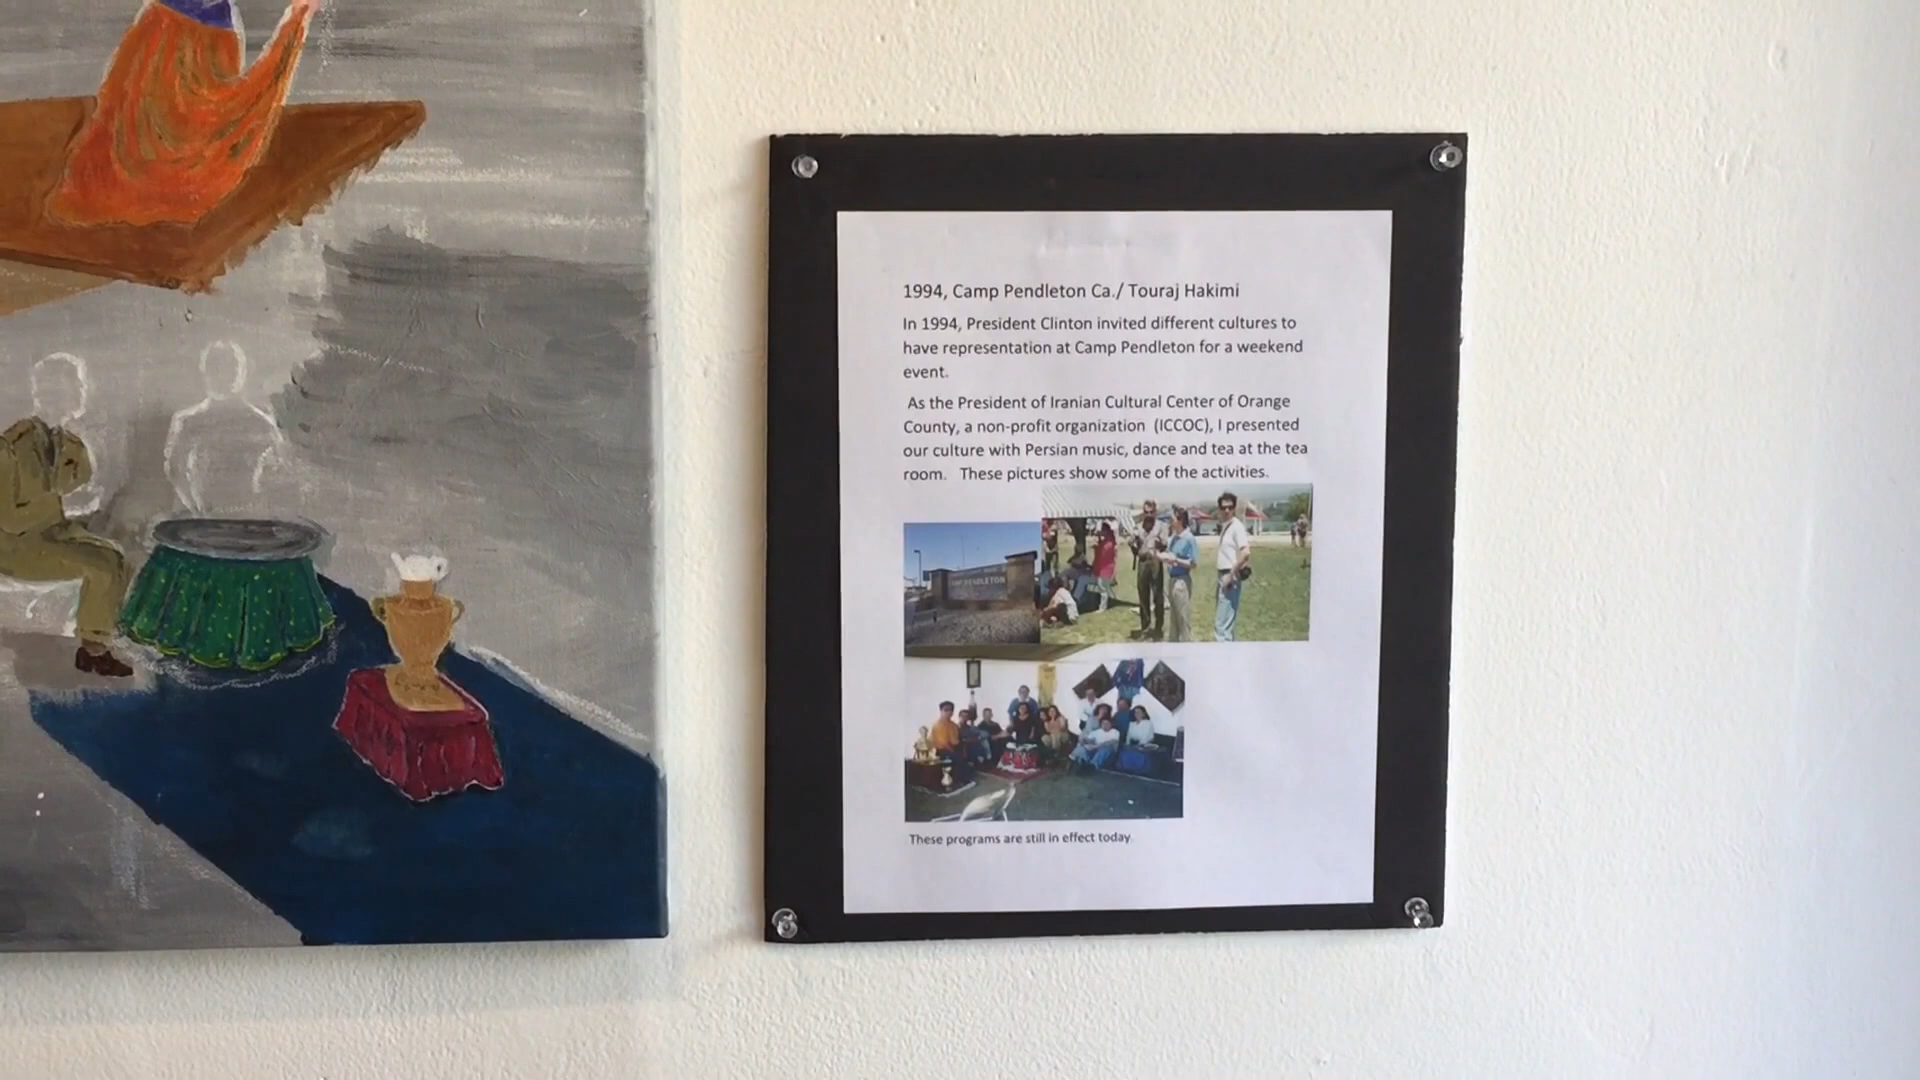 1994, Camp Pendleton Ca./ Touraj Hakimi
In 1994, President Clinton invited different cultures to
have representation at Camp Pendleton for a weekend
event.
As the President of Iranian Cultural Center of Orange
County, a non-profit organization (ICCOC), I presented
our culture with Persian music, dance and tea at the tea
room. These pictures show some of the activities.
PENDLETON
These programs are still in effect today.